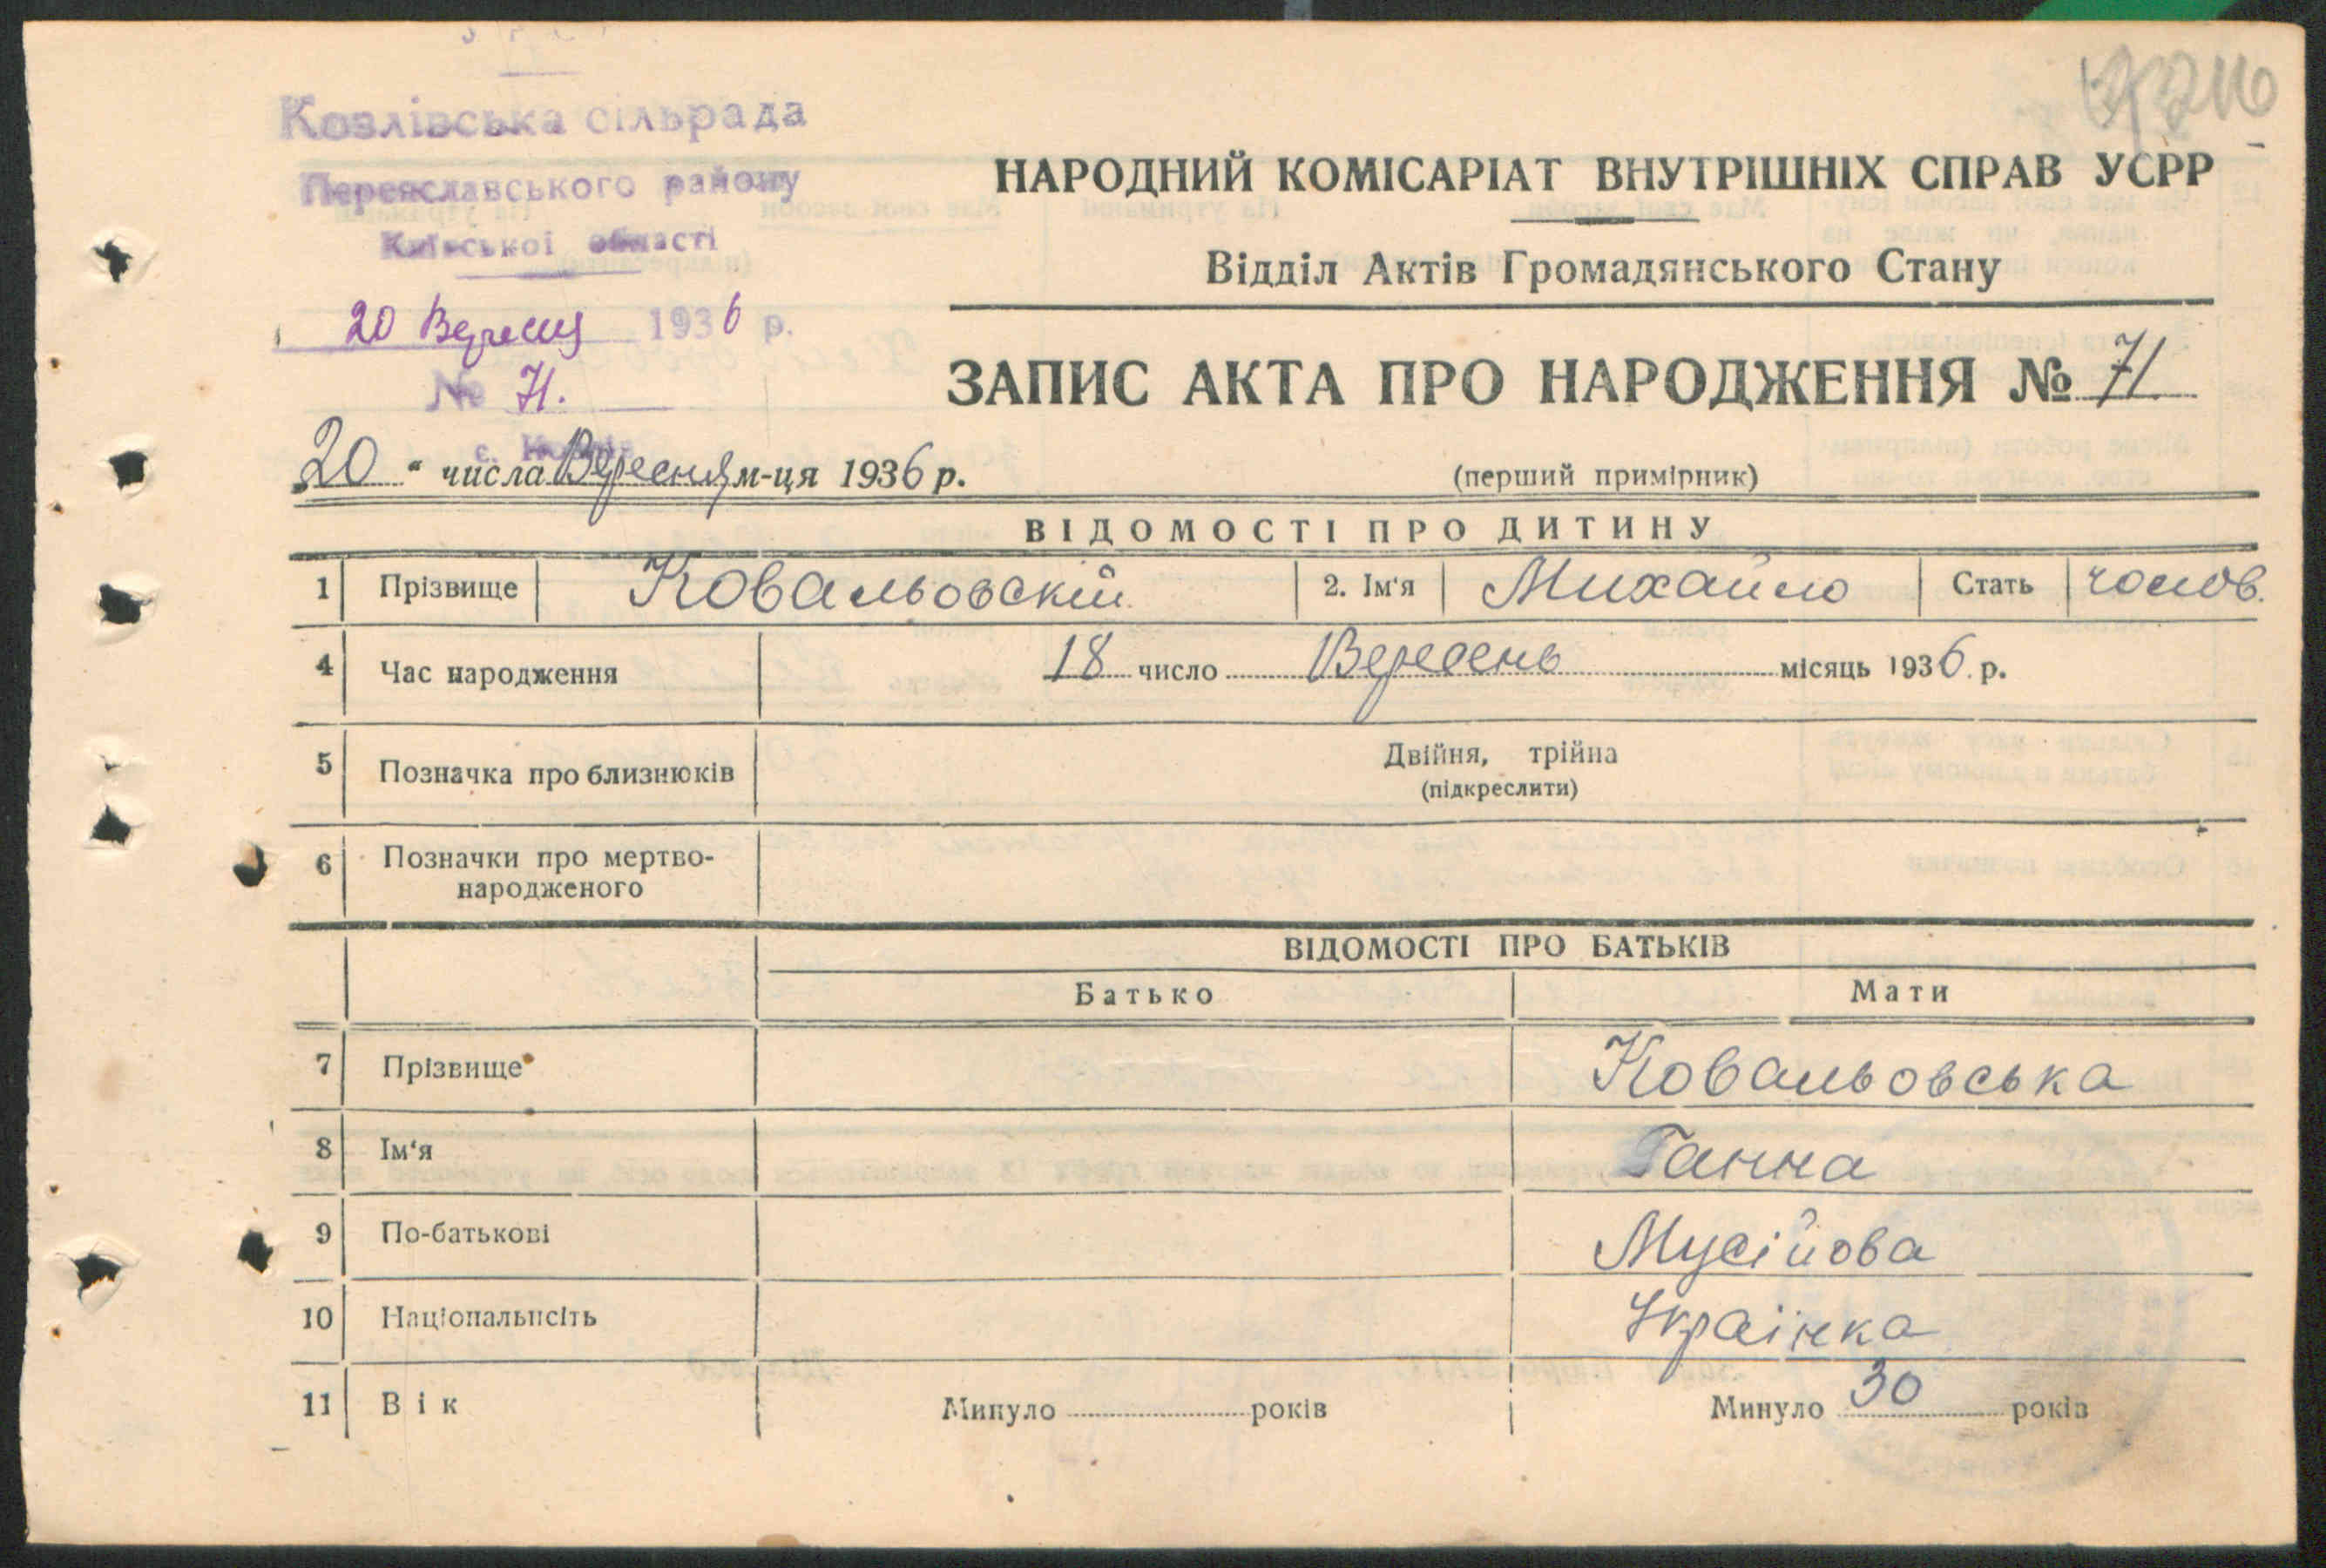 Козлівська сільрада
Переяславського району
Київської області
20 Вересня 1936 р.
№ 71.
НАРОДНИЙ КОМІСАРІАТ ВНУТРІШНІХ СПРАВ УСРР
Відділ Актів Громадянського Стану
ЗАПИС АКТА ПРО НАРОДЖЕННЯ № 71
„20“ числа Вересня м-ця 1936 р.
(перший примірник)
ВІДОМОСТІ ПРО ДИТИНУ
1 Прізвище Ковальовский 2. Ім‘я Михайло Стать чолов.
4 Час народження 18 число Вересень місяць 1936 р.
5 Позначка про близнюків Двійня, трійна
(підкреслити)
6 Позначки про мертво-
народженого
ВІДОМОСТІ ПРО БАТЬКІВ
Батько Мати
7 Прізвище Ковальовська
8 Ім‘я Ганна
9 По-батькові Мусійова
10 Національнсіть Українка
11 Вік Минуло років Минуло 30 років